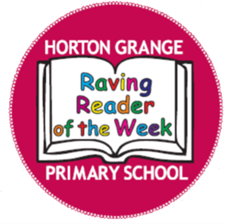 HORTON GRANGE
Raving
Reader
of the Week
PRIMARY SCHOOL